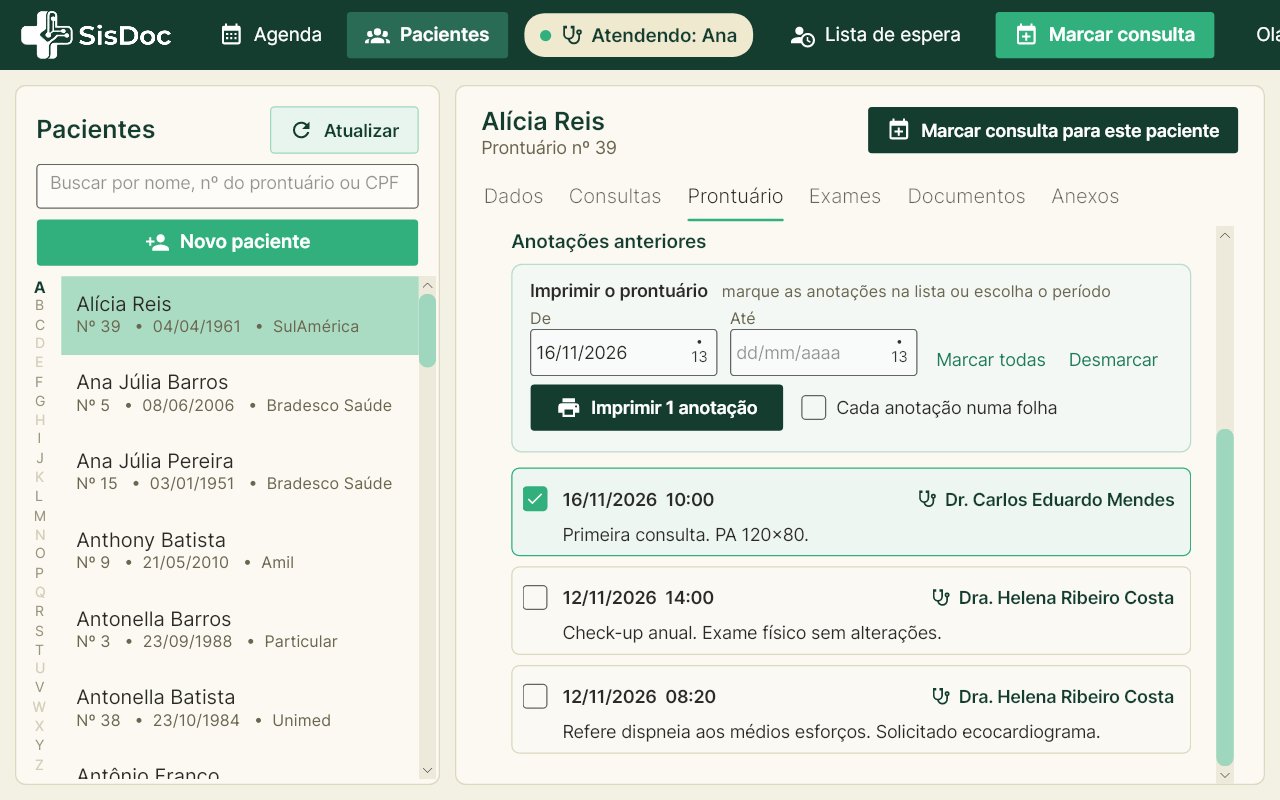 SisDoc
Agenda
Pacientes
Atendendo: Ana
Lista de espera
Marcar consulta
Pacientes
Atualizar
Buscar por nome, nº do prontuário ou CPF
Novo paciente
A
B
C
D
E
F
G
H
I
J
K
L
M
N
O
P
Q
R
S
T
U
V
W
X
Y
Z
Alícia Reis
Nº 39 • 04/04/1961 • SulAmérica
Ana Júlia Barros
Nº 5 • 08/06/2006 • Bradesco Saúde
Ana Júlia Pereira
Nº 15 • 03/01/1951 • Bradesco Saúde
Anthony Batista
Nº 9 • 21/05/2010 • Amil
Antonella Barros
Nº 3 • 23/09/1988 • Particular
Antonella Batista
Nº 38 • 23/10/1984 • Unimed
Antônio Franco
Alícia Reis
Prontuário nº 39
Marcar consulta para este paciente
Dados
Consultas
Prontuário
Exames
Documentos
Anexos
Anotações anteriores
Imprimir o prontuário marque as anotações na lista ou escolha o período
De
Até
16/11/2026
13
dd/mm/aaaa
13
Marcar todas
Desmarcar
Imprimir 1 anotação
Cada anotação numa folha
16/11/2026 10:00
Dr. Carlos Eduardo Mendes
Primeira consulta. PA 120×80.
12/11/2026 14:00
Dra. Helena Ribeiro Costa
Check-up anual. Exame físico sem alterações.
12/11/2026 08:20
Dra. Helena Ribeiro Costa
Refere dispneia aos médios esforços. Solicitado ecocardiograma.